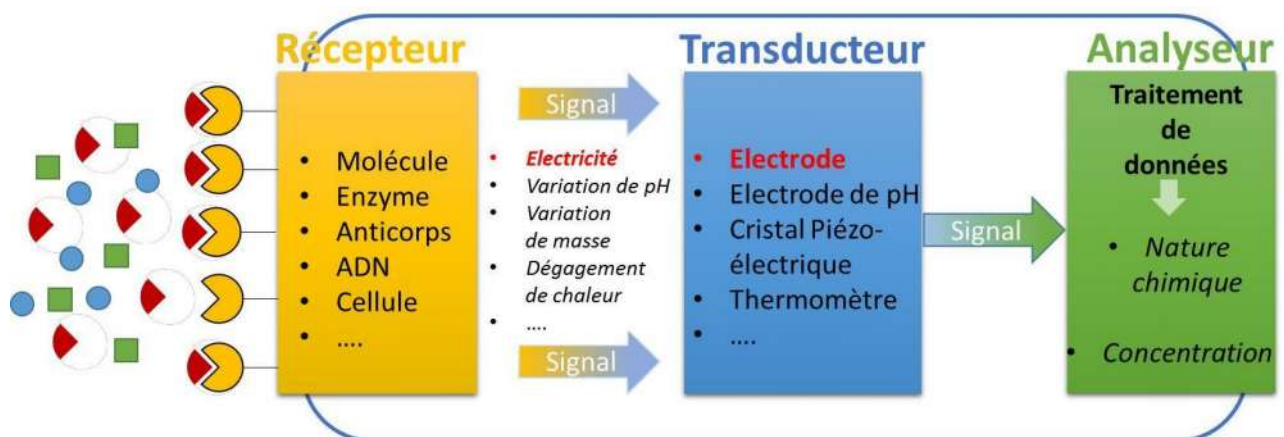 Récepteur
• Molécule
• Enzyme
• Anticorps
• ADN
• Cellule
• ....
Signal
• Electricité
• Variation de pH
• Variation
de masse
• Dégagement
de chaleur
• ....
Signal
Transducteur
• Electrode
• Electrode de pH
• Cristal Piézo-
électrique
• Thermomètre
• ....
Signal
Analyseur
Traitement
de
données
• Nature
chimique
• Concentration